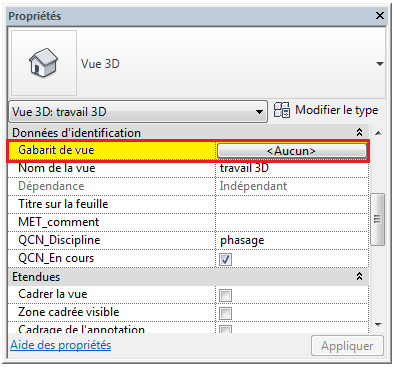 Propriétés
Vue 3D
Vue 3D: travail 3D
Modifier le type
Données d'identification
Gabarit de vue <Aucun>
Nom de la vue travail 3D
Dépendance Indépendant
Titre sur la feuille
MET_comment
QCN_Discipline phasage
QCN_En cours
Etendues
Cadrer la vue
Zone cadrée visible
Cadrage de l'annotation
Aide des propriétés
Appliquer